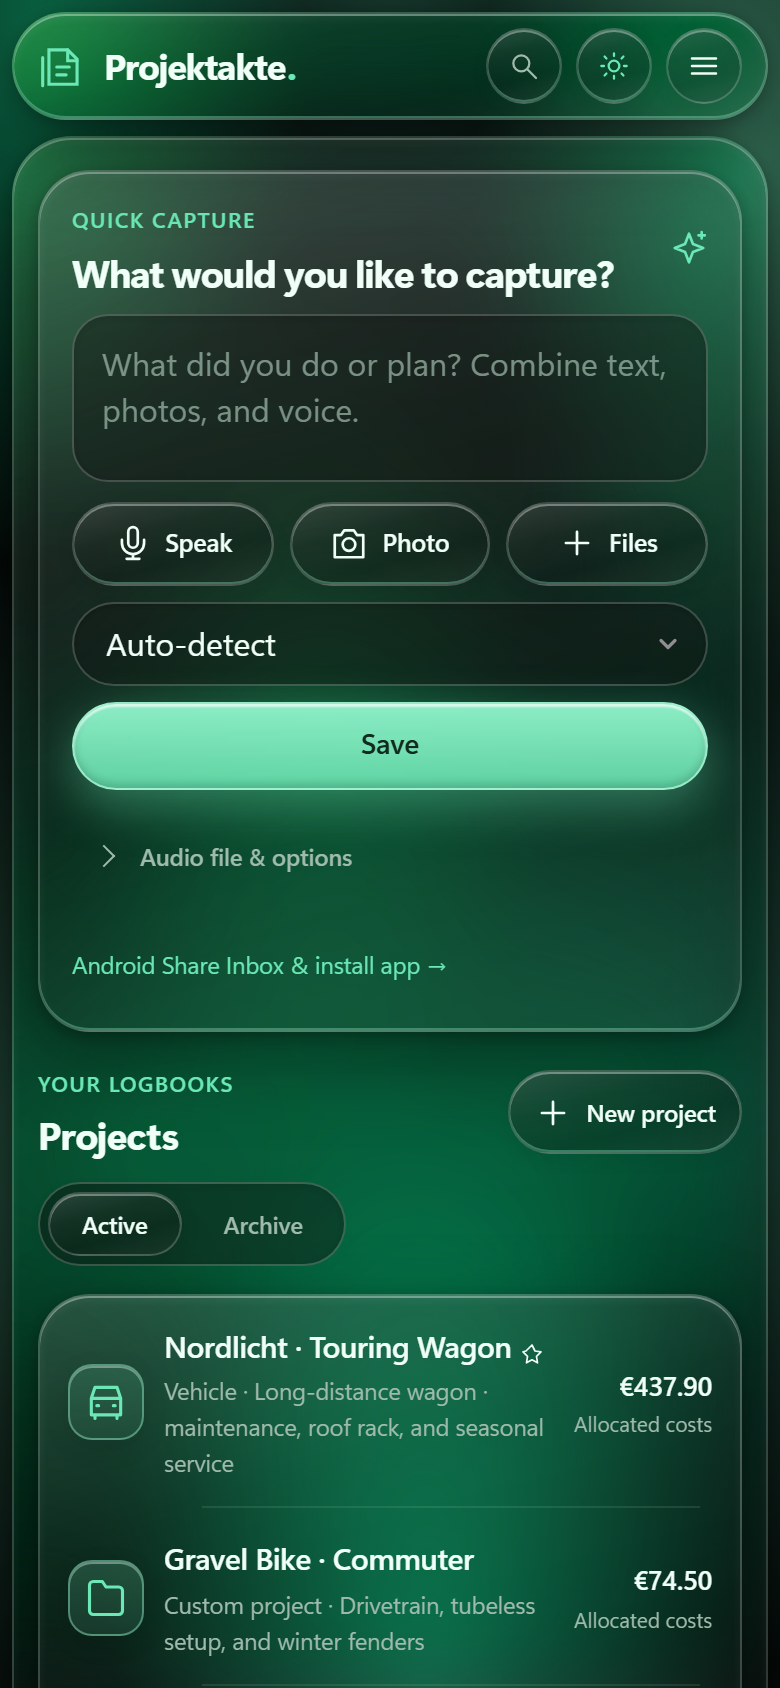 Projektakte.
QUICK CAPTURE
What would you like to capture?
What did you do or plan? Combine text,
photos, and voice.
Speak
Photo
Files
Auto-detect
Save
Audio file & options
Android Share Inbox & install app →
YOUR LOGBOOKS
Projects
New project
Active
Archive
Nordlicht · Touring Wagon
Vehicle · Long-distance wagon ·
maintenance, roof rack, and seasonal
service
€437.90
Allocated costs
Gravel Bike · Commuter
Custom project · Drivetrain, tubeless
setup, and winter fenders
€74.50
Allocated costs